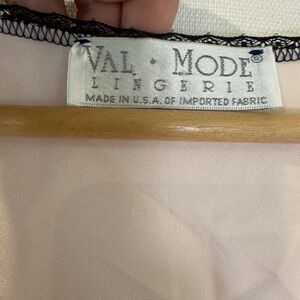 VAL • MODE®
LINGERIE
MADE IN U.S.A. OF IMPORTED FABRIC